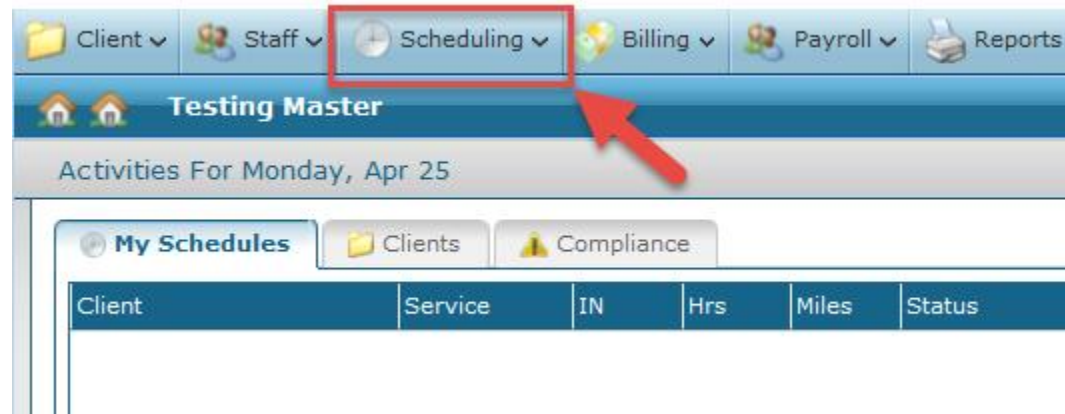 Client Staff Scheduling Billing Payroll Reports
Testing Master
Activities For Monday, Apr 25
My Schedules Clients Compliance
Client Service IN Hrs Miles Status